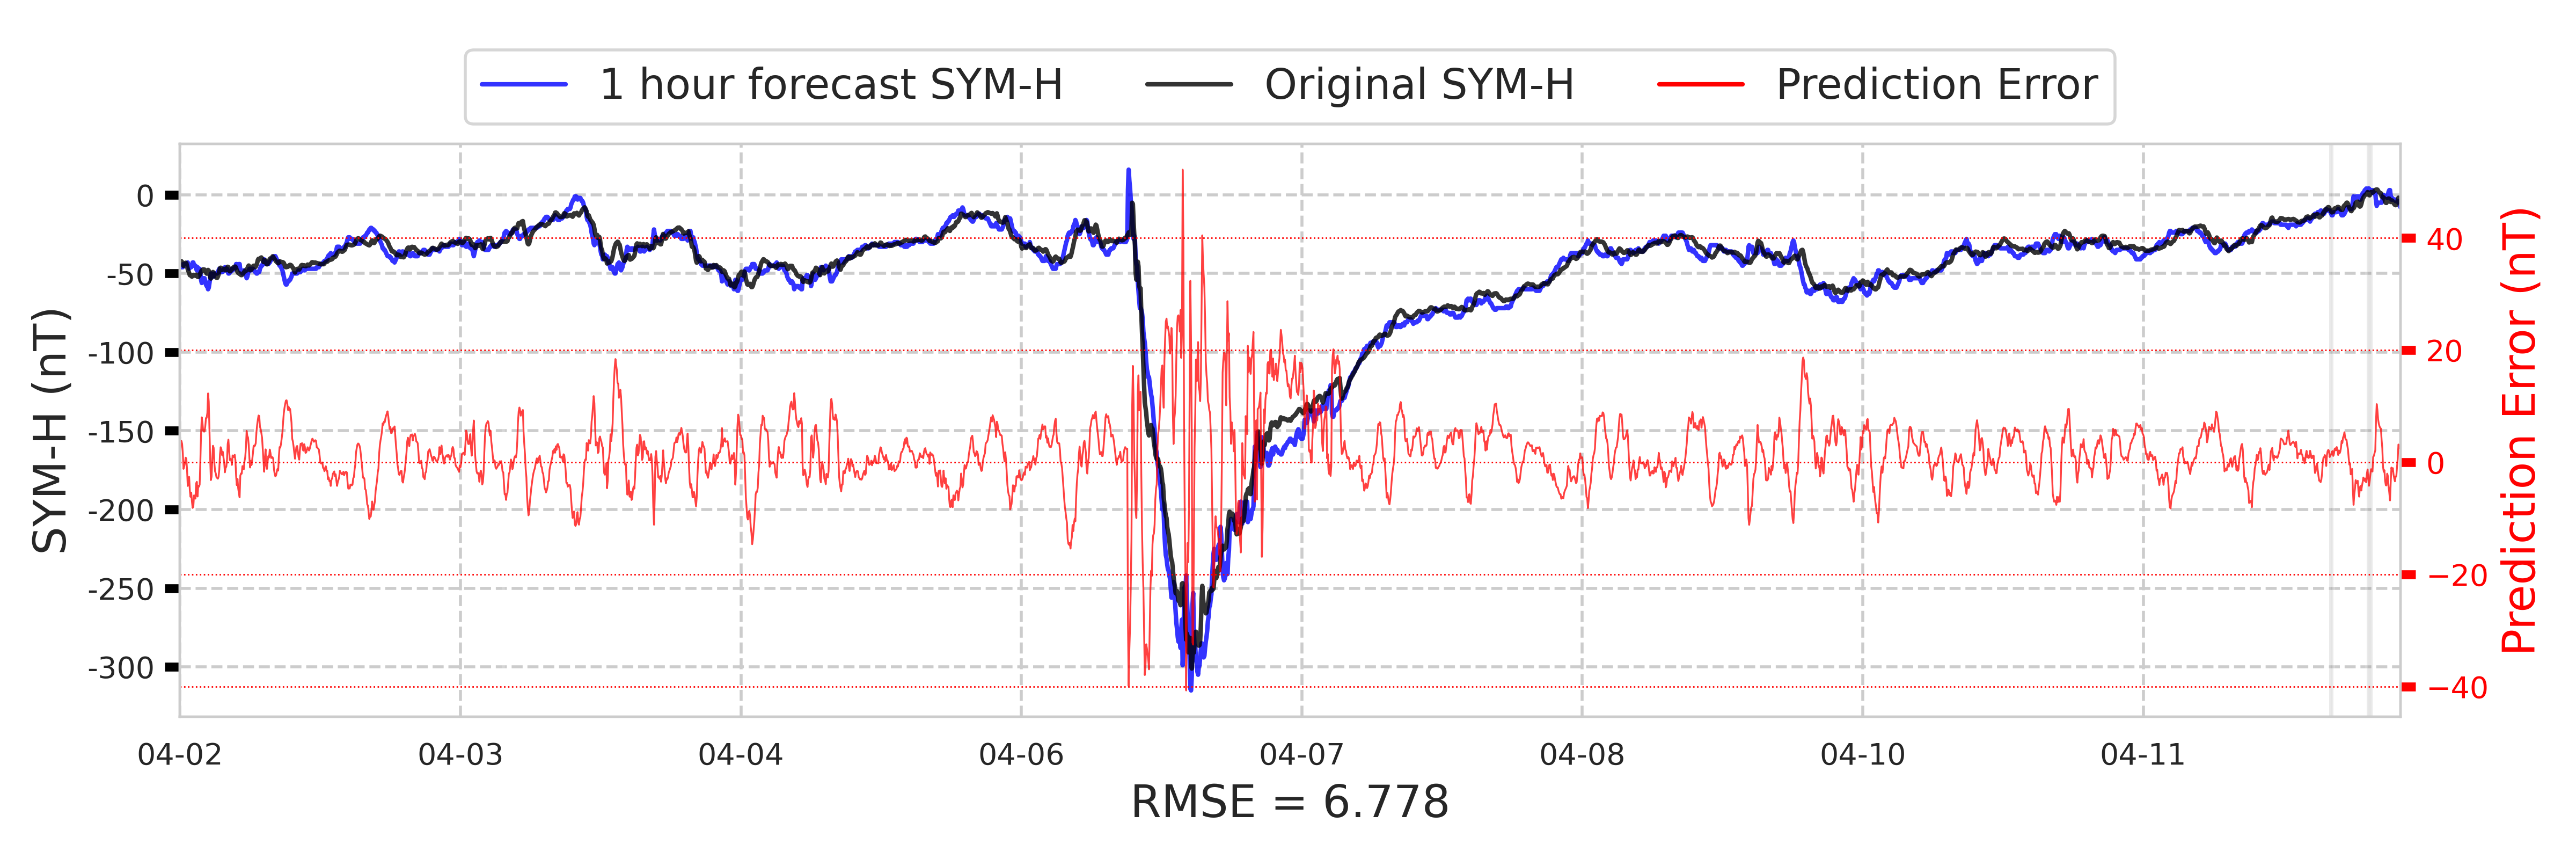 1 hour forecast SYM-H Original SYM-H Prediction Error
SYM-H (nT)
0
-50
-100
-150
-200
-250
-300
40
20
0
−20
−40
Prediction Error (nT)
04-02 04-03 04-04 04-06 04-07 04-08 04-10 04-11
RMSE = 6.778